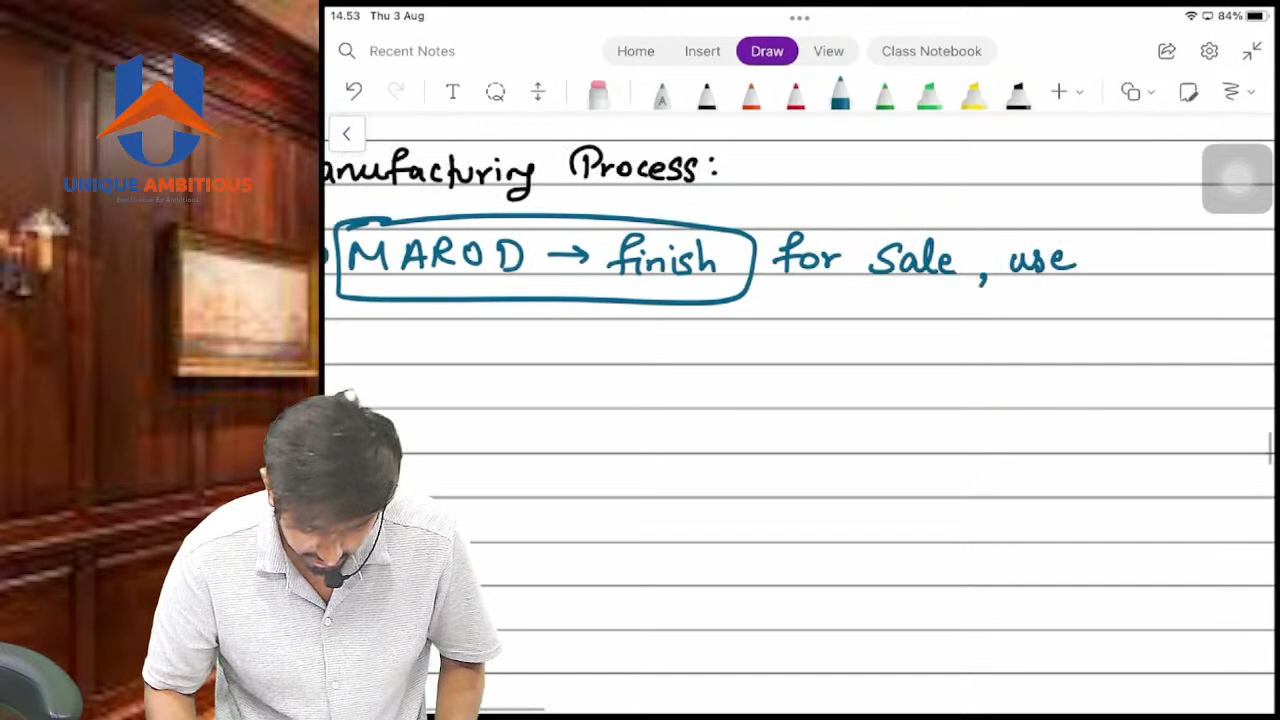 14.53 Thu 3 Aug
84%
Recent Notes
Home Insert Draw View Class Notebook
T
A
anufacturing Process:
MAROD → finish for sale, use
UNIQUE AMBITIOUS